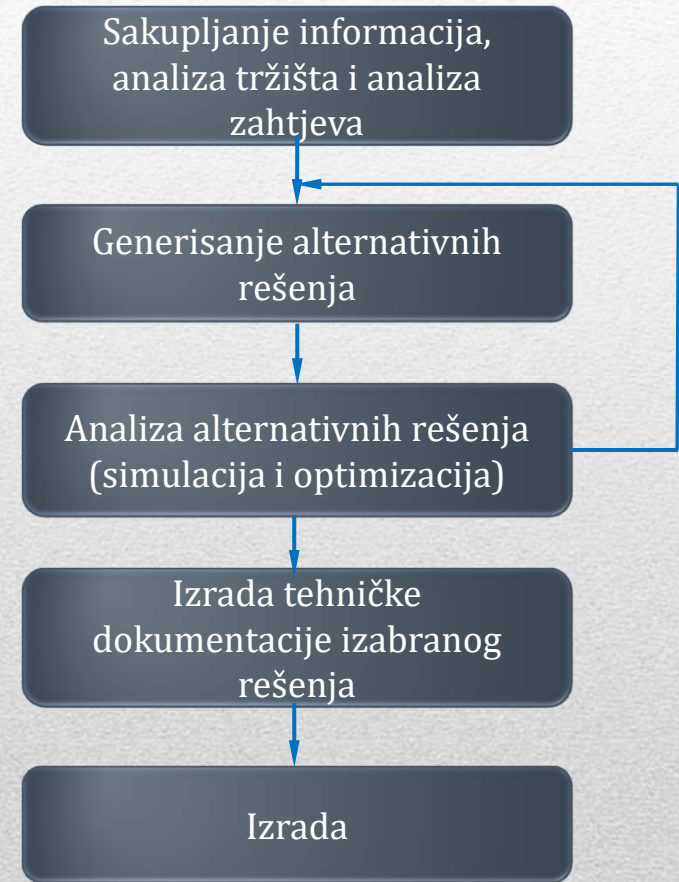 Sakupljanje informacija,
analiza tržišta i analiza
zahtjeva
Generisanje alternativnih
rešenja
Analiza alternativnih rešenja
(simulacija i optimizacija)
Izrada tehničke
dokumentacije izabranog
rešenja
Izrada